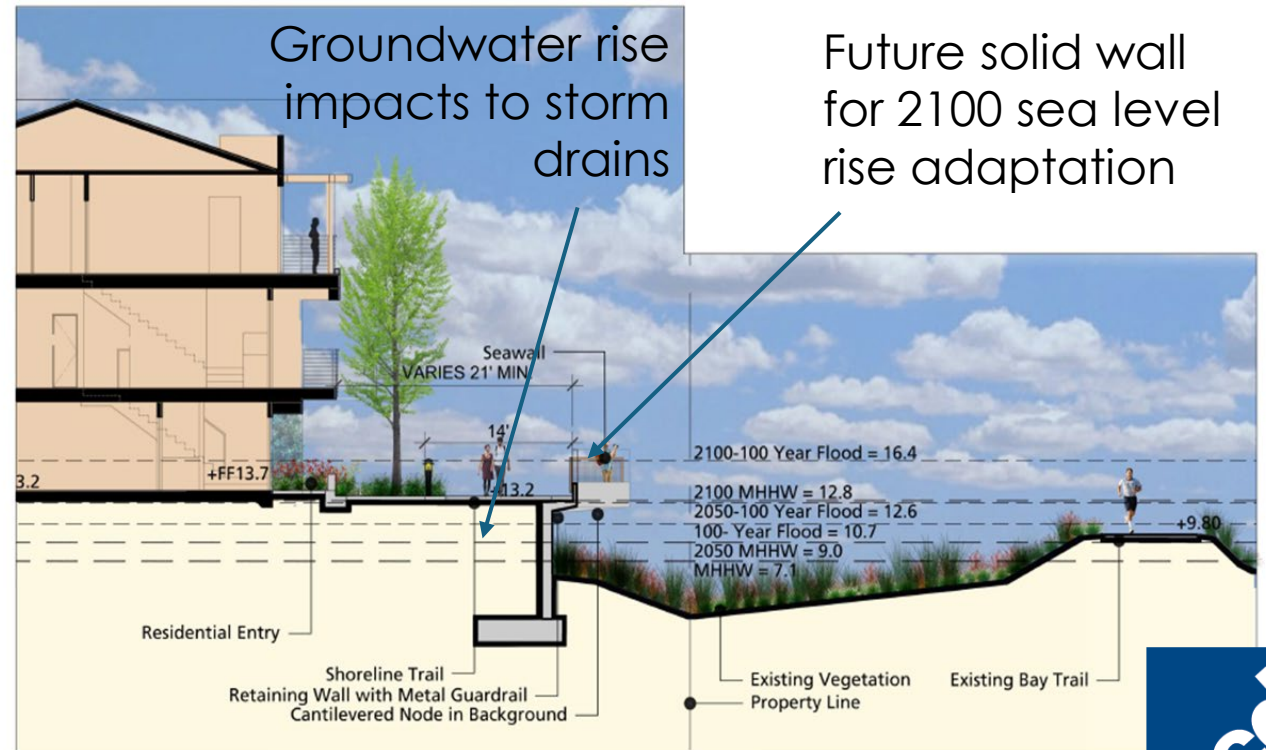 Groundwater rise
impacts to storm
drains
Future solid wall
for 2100 sea level
rise adaptation
Seawall
VARIES 21' MIN.
14'
+FF13.7
3.2
+13.2
2100-100 Year Flood = 16.4
2100 MHHW = 12.8
2050-100 Year Flood = 12.6
100- Year Flood = 10.7
2050 MHHW = 9.0
MHHW = 7.1
+9.80
Residential Entry
Shoreline Trail
Retaining Wall with Metal Guardrail
Cantilevered Node in Background
Existing Vegetation
Property Line
Existing Bay Trail